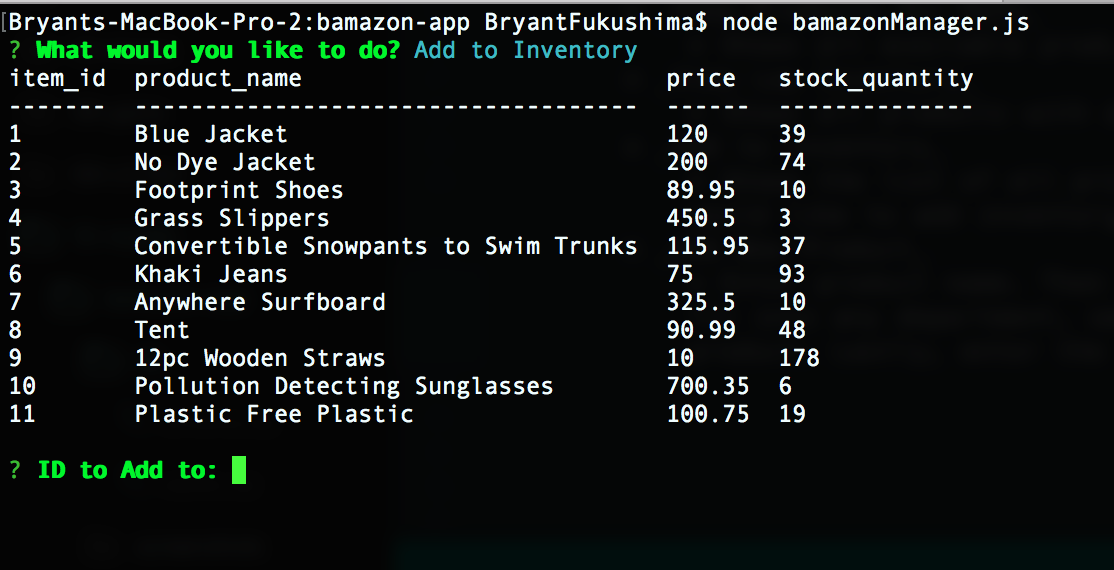 [Bryants-MacBook-Pro-2:bamazon-app BryantFukushima$ node bamazonManager.js
? What would you like to do? Add to Inventory
item_id  product_name                          price   stock_quantity
-------  ------------------------------------  ------  --------------
1        Blue Jacket                           120     39
2        No Dye Jacket                         200     74
3        Footprint Shoes                       89.95   10
4        Grass Slippers                        450.5   3
5        Convertible Snowpants to Swim Trunks  115.95  37
6        Khaki Jeans                           75      93
7        Anywhere Surfboard                    325.5   10
8        Tent                                  90.99   48
9        12pc Wooden Straws                    10      178
10       Pollution Detecting Sunglasses        700.35  6
11       Plastic Free Plastic                  100.75  19
? ID to Add to: